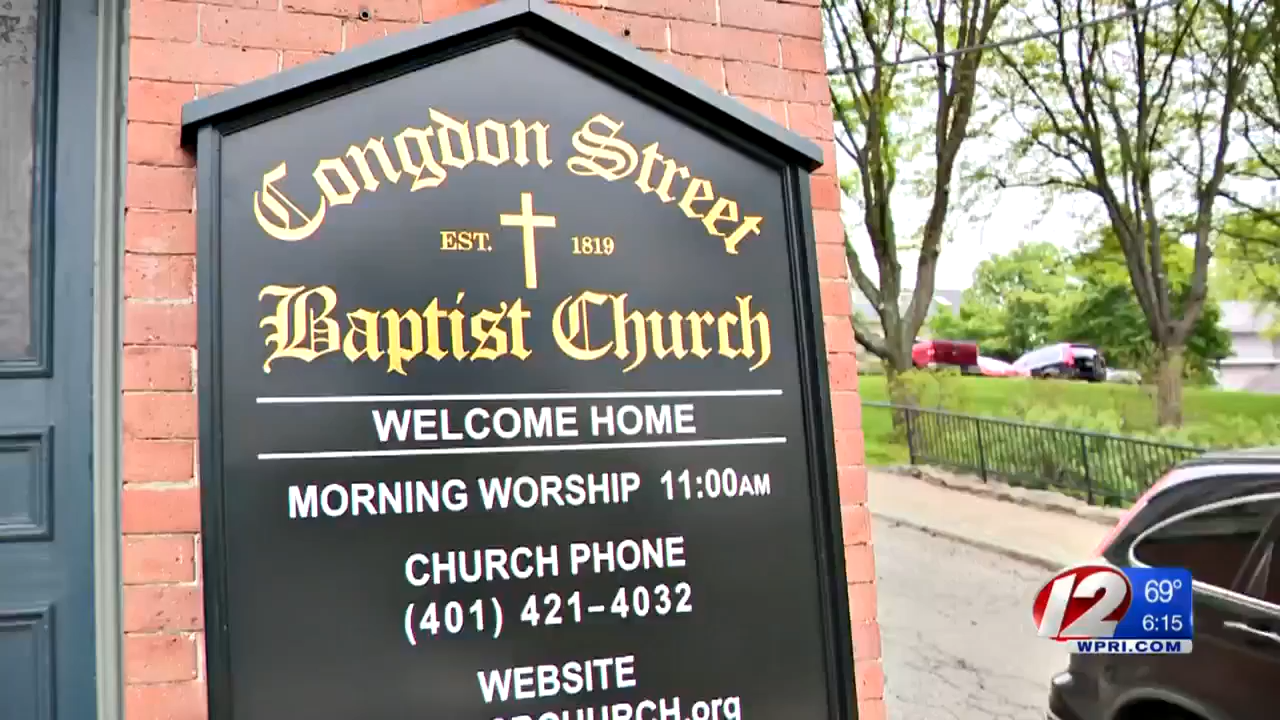 Congdon Street
EST. 1819
Baptist Church
WELCOME HOME
MORNING WORSHIP 11:00AM
CHURCH PHONE
(401) 421-4032
WEBSITE
12 69°
6:15
WPRI.COM